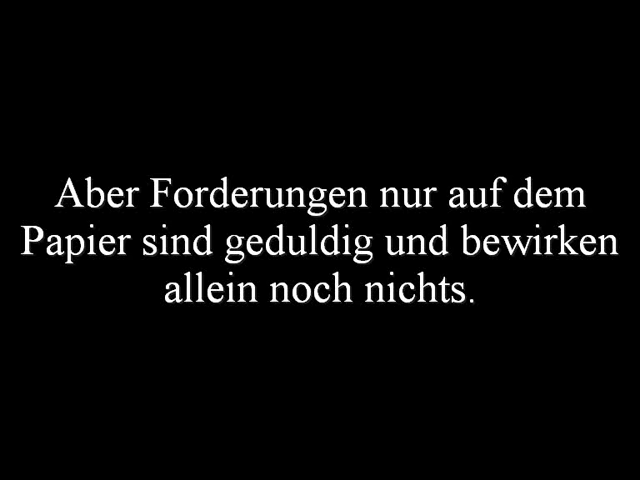 Aber Forderungen nur auf dem
Papier sind geduldig und bewirken
allein noch nichts.